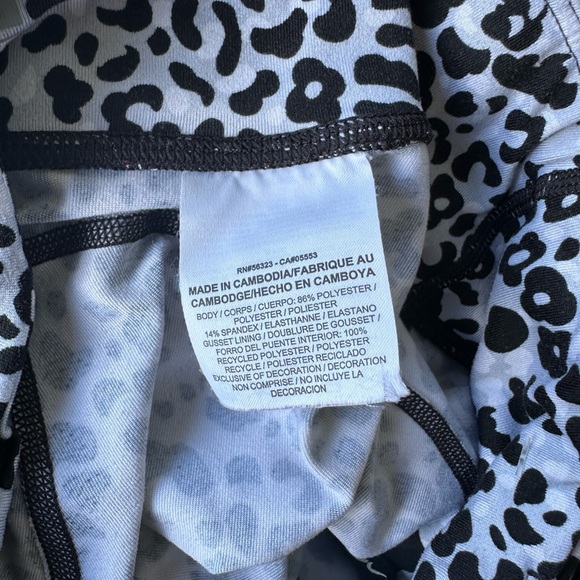 RN#56323 - CA#05553
MADE IN CAMBODIA/FABRIQUE AU
CAMBODGE/HECHO EN CAMBOYA
BODY / CORPS / CUERPO: 86% POLYESTER /
POLYESTER / POLIESTER
14% SPANDEX / ELASTHANNE / ELASTANO
GUSSET LINING / DOUBLURE DE GOUSSET /
FORRO DEL PUENTE INTERIOR: 100%
RECYCLED POLYESTER / POLYESTER
RECYCLE / POLIESTER RECICLADO
EXCLUSIVE OF DECORATION / DECORATION
NON COMPRISE / NO INCLUYE LA
DECORACION